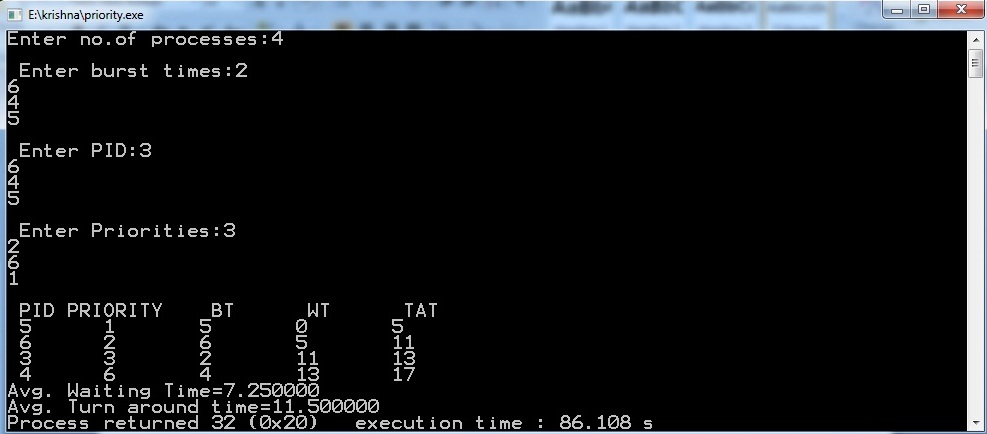 E:\krishna\priority.exe
Enter no.of processes:4
Enter burst times:2
6
4
5
Enter PID:3
6
4
5
Enter Priorities:3
2
6
1
PID PRIORITY BT WT TAT
5 1 5 0 5
6 2 6 5 11
3 3 2 11 13
4 6 4 13 17
Avg. Waiting Time=7.250000
Avg. Turn around time=11.500000
Process returned 32 (0x20) execution time : 86.108 s